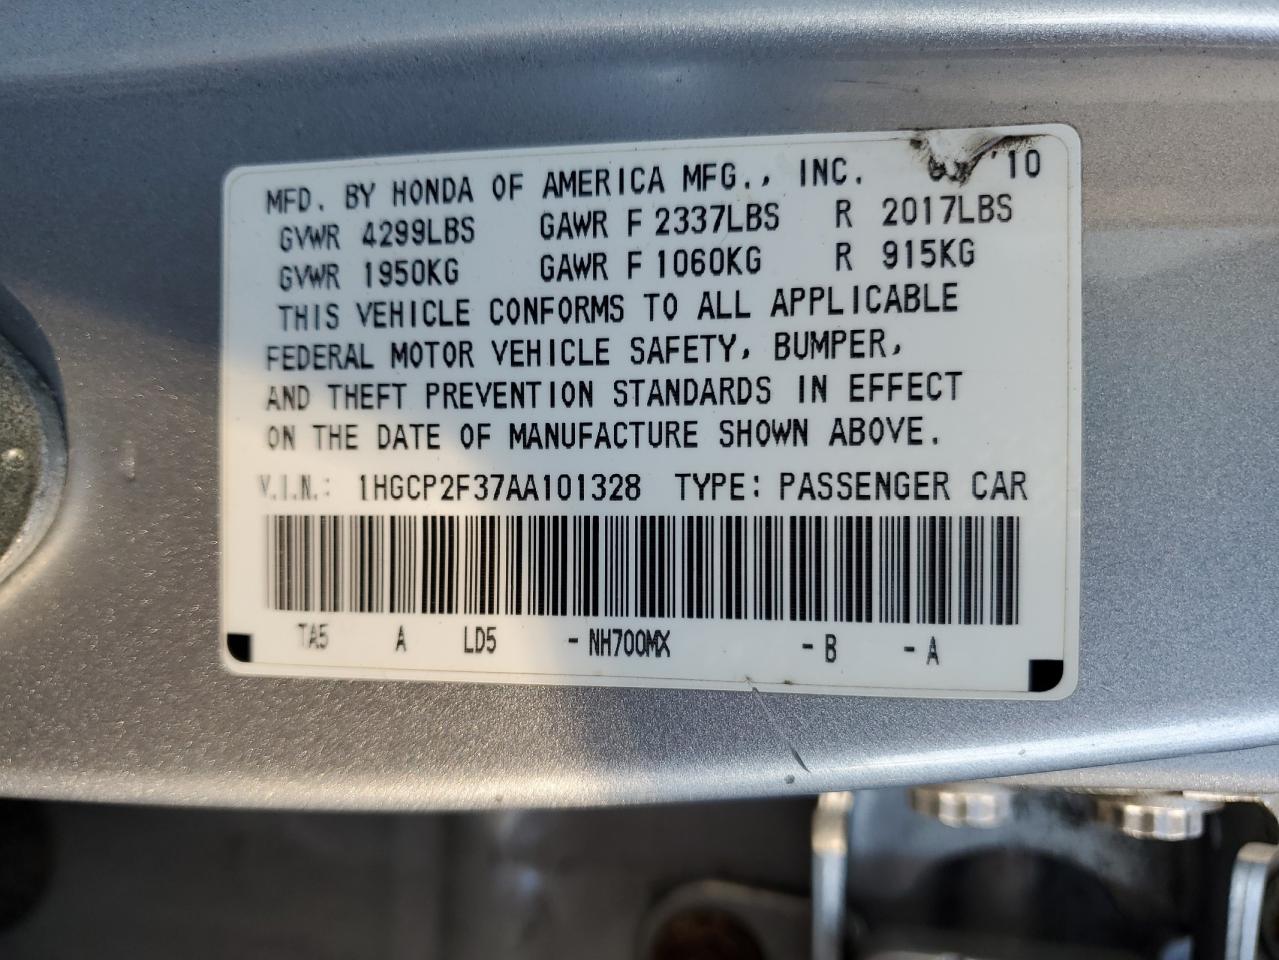 MFD. BY HONDA OF AMERICA MFG., INC. '10
GVWR 4299LBS GAWR F 2337LBS R 2017LBS
GVWR 1950KG GAWR F 1060KG R 915KG
THIS VEHICLE CONFORMS TO ALL APPLICABLE
FEDERAL MOTOR VEHICLE SAFETY, BUMPER,
AND THEFT PREVENTION STANDARDS IN EFFECT
ON THE DATE OF MANUFACTURE SHOWN ABOVE.
V.I.N.: 1HGCP2F37AA101328 TYPE: PASSENGER CAR
TA5 A LD5 -NH700MX -B -A